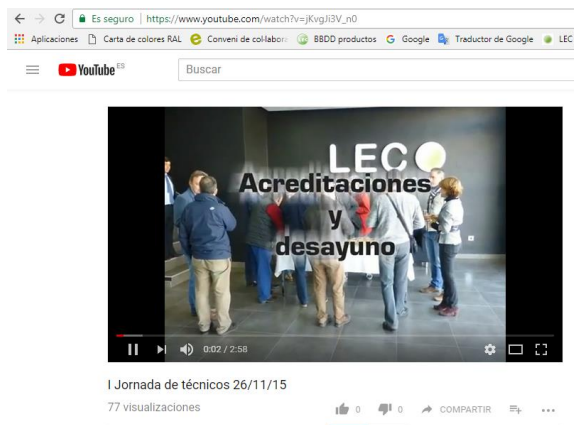 Es seguro | https://www.youtube.com/watch?v=jKvgJi3V_n0
Aplicaciones Carta de colores RAL Conveni de col·labora BBDD productos Google Traductor de Google LEC
YouTube ES
Buscar
LECO
Acreditaciones
y
desayuno
0:02 / 2:58
I Jornada de técnicos 26/11/15
77 visualizaciones
0 0 COMPARTIR